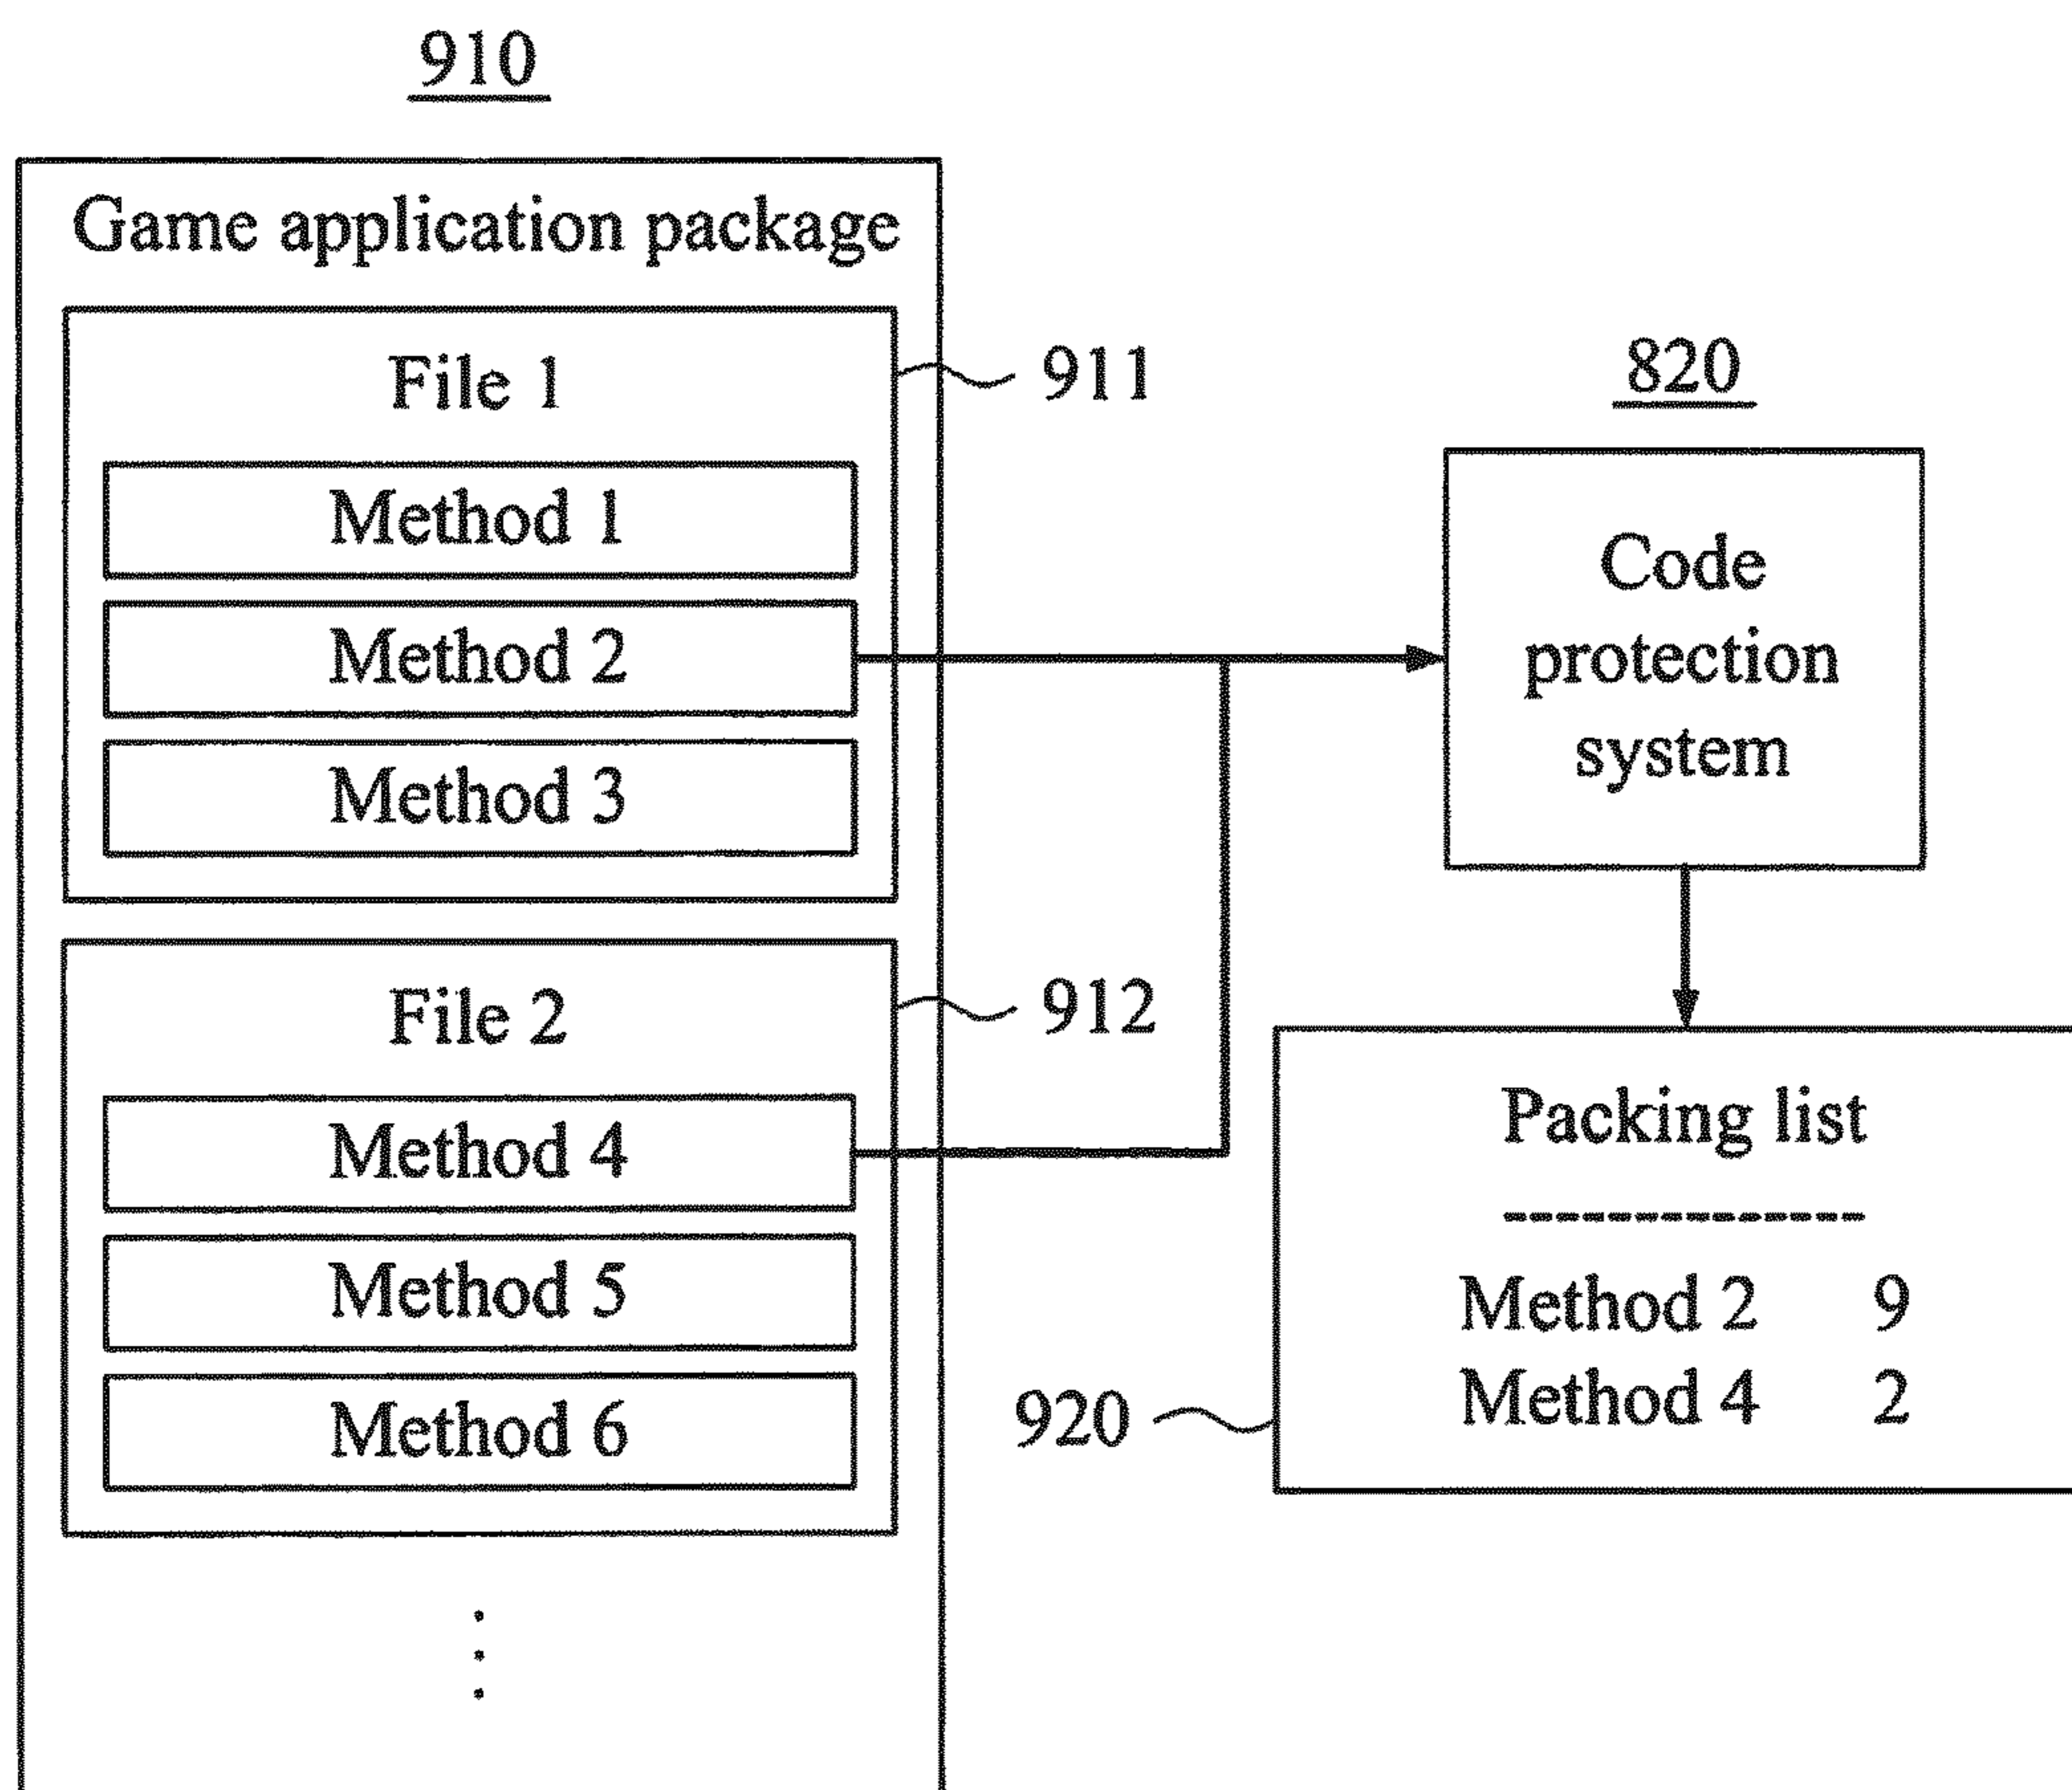 910
Game application package
File 1
911
Method 1
Method 2
Method 3
File 2
912
Method 4
Method 5
Method 6
820
Code
protection
system
Packing list
Method 2 9
Method 4 2
920